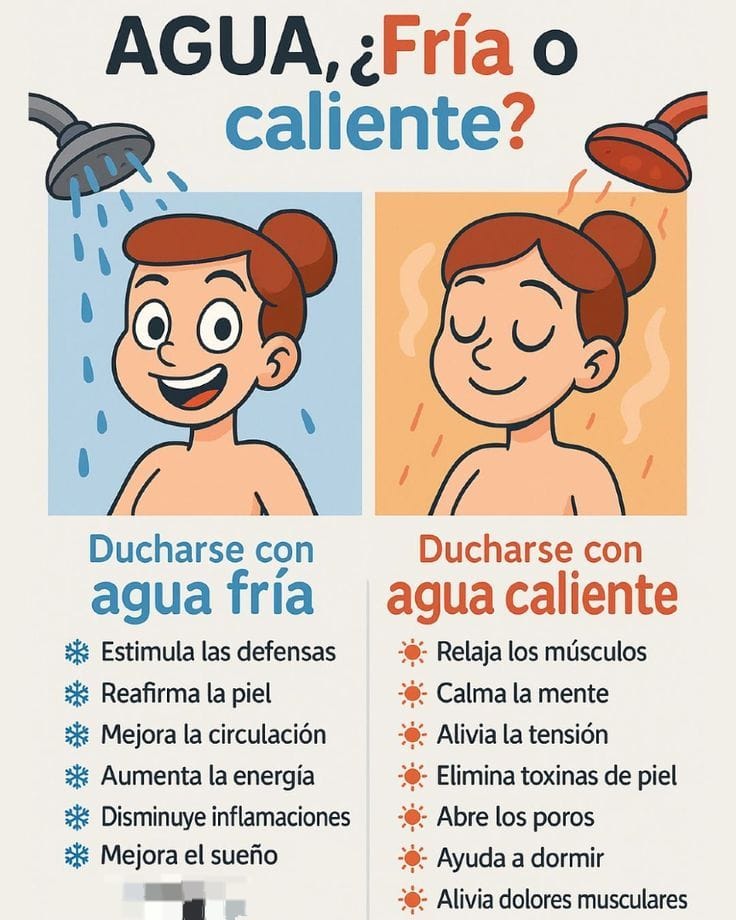 AGUA, ¿Fría o
caliente?
Ducharse con
agua fría
Estimula las defensas
Reafirma la piel
Mejora la circulación
Aumenta la energía
Disminuye inflamaciones
Mejora el sueño
Ducharse con
agua caliente
Relaja los músculos
Calma la mente
Alivia la tensión
Elimina toxinas de piel
Abre los poros
Ayuda a dormir
Alivia dolores musculares